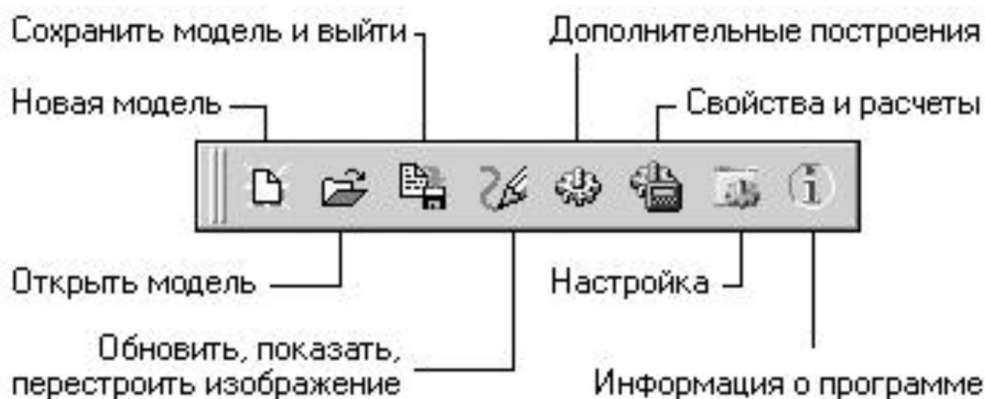 Сохранить модель и выйти
Дополнительные построения
Новая модель
Свойства и расчеты
Открыть модель
Настройка
Обновить, показать,
перестроить изображение
Информация о программе